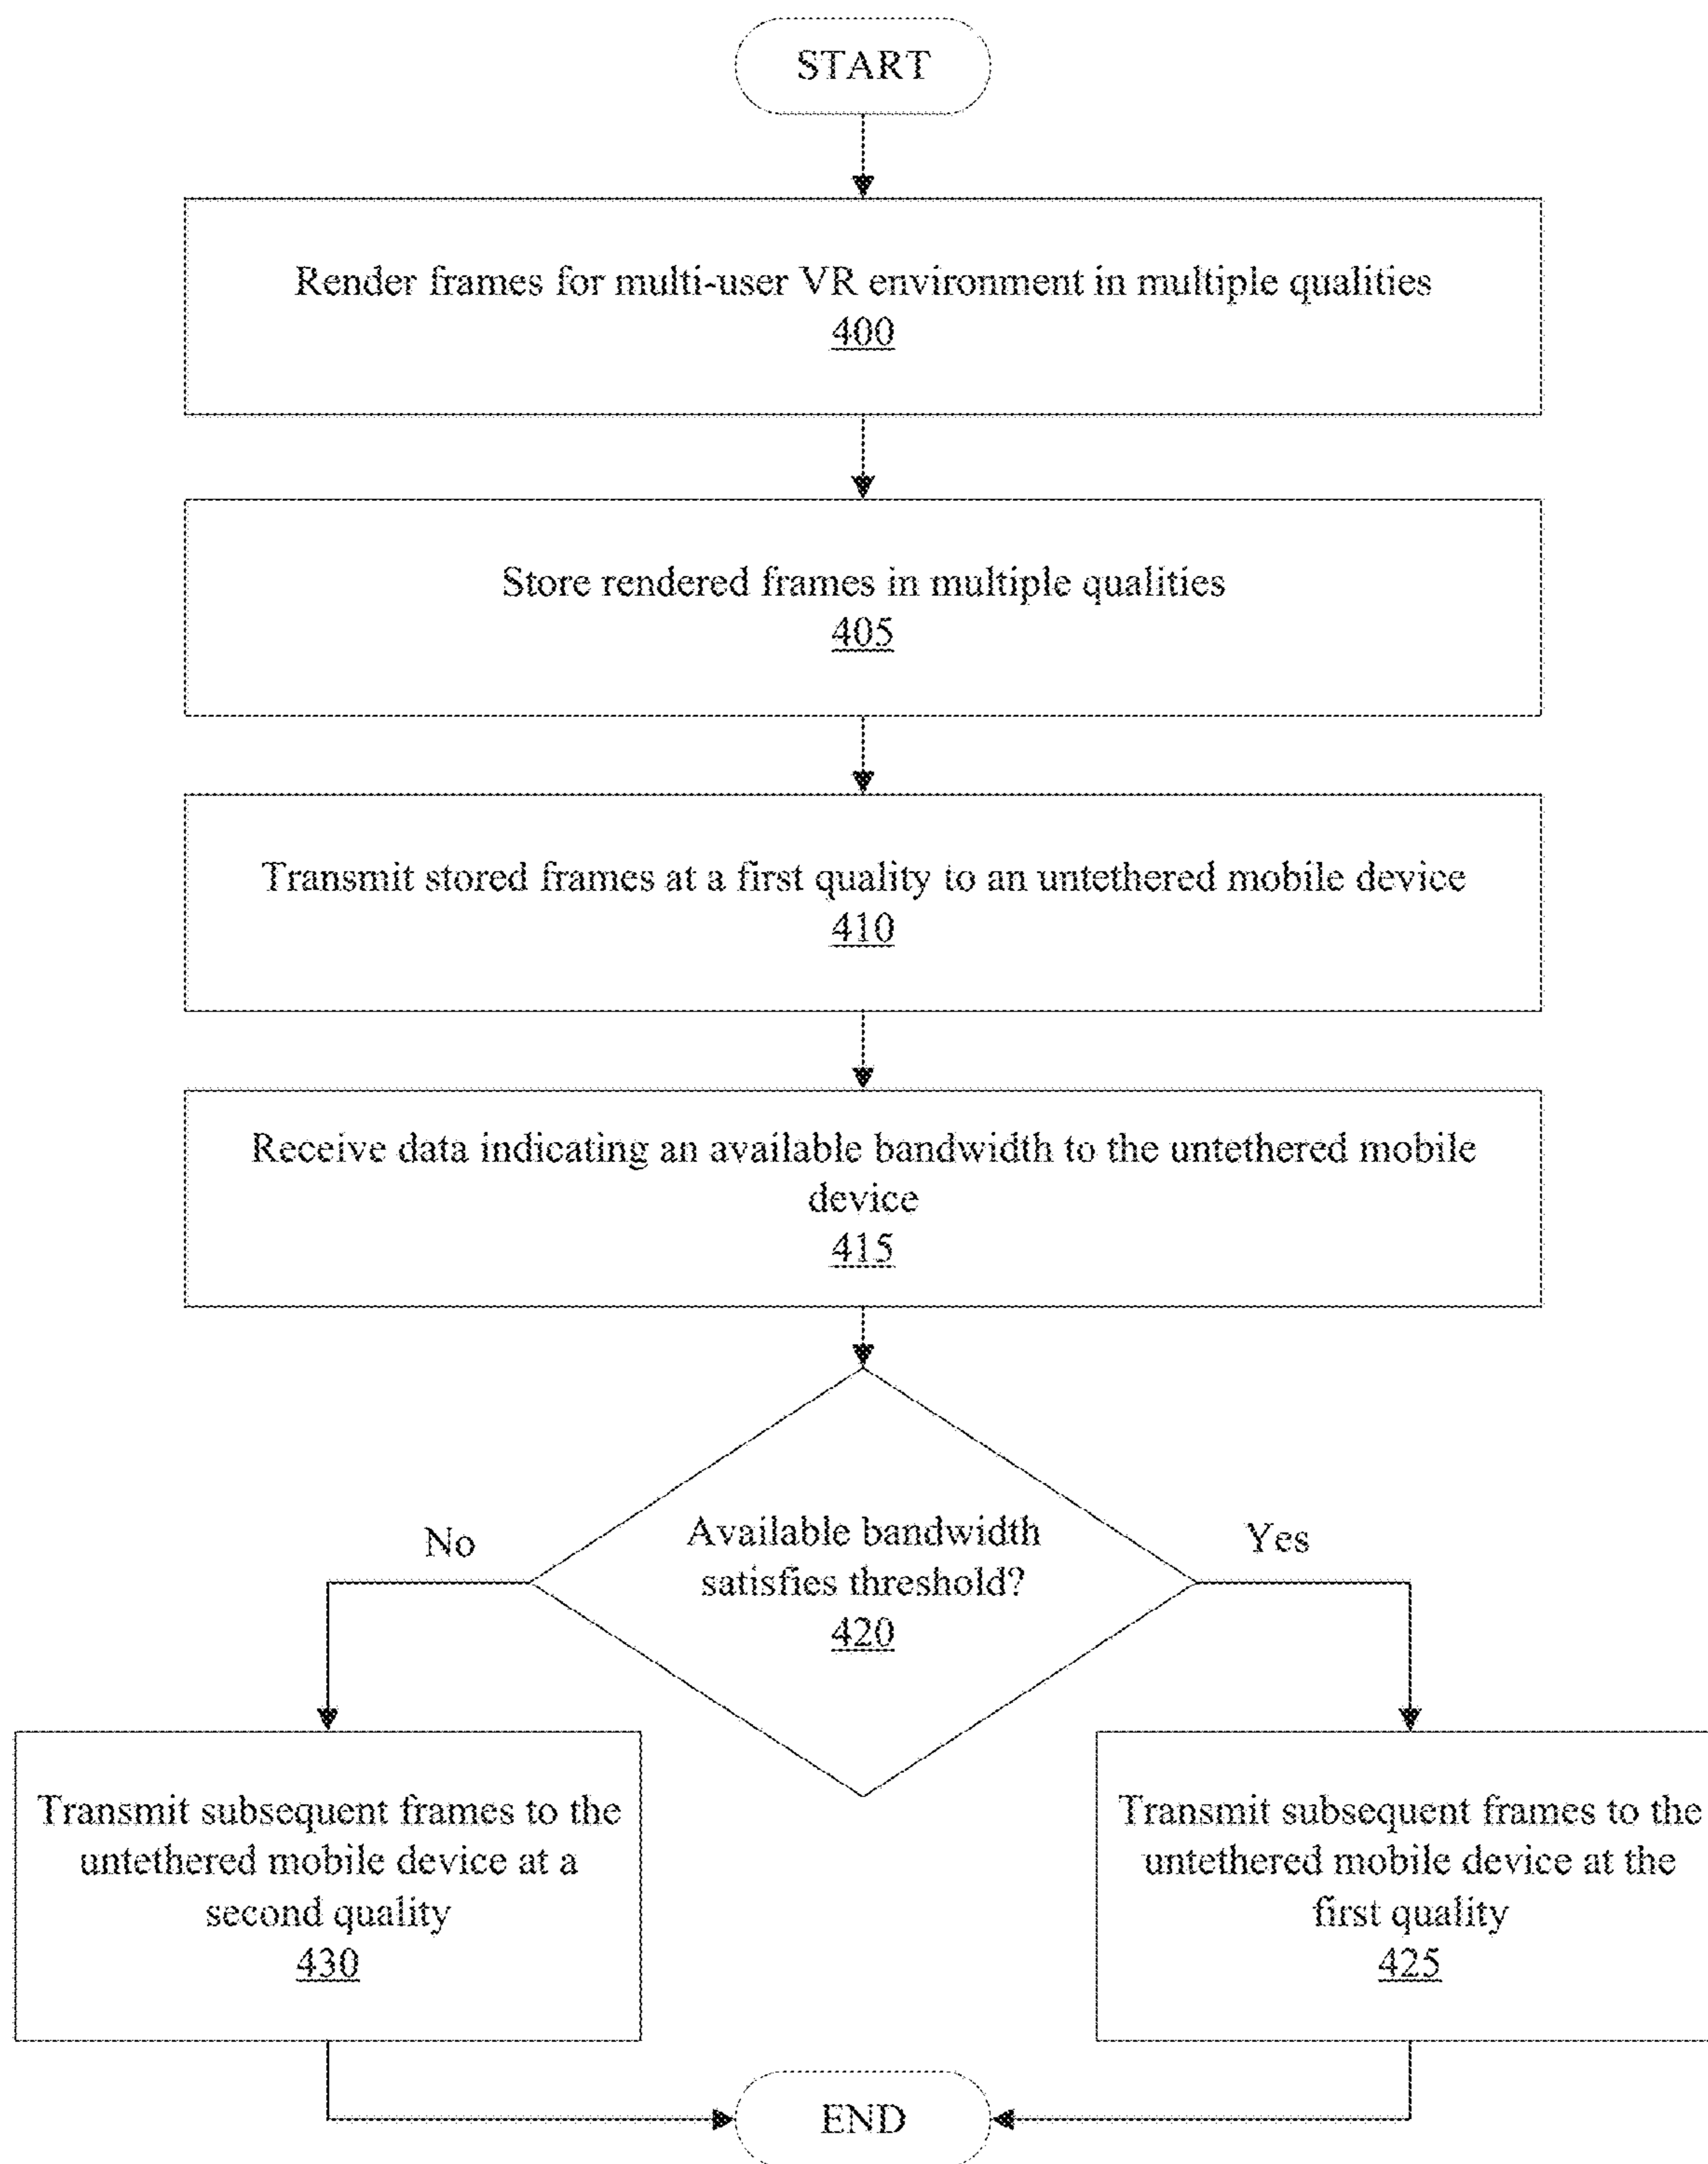 START
Render frames for multi-user VR environment in multiple qualities
400
Store rendered frames in multiple qualities
405
Transmit stored frames at a first quality to an untethered mobile device
410
Receive data indicating an available bandwidth to the untethered mobile
device
415
No
Available bandwidth
satisfies threshold?
420
Yes
Transmit subsequent frames to the
untethered mobile device at a
second quality
430
Transmit subsequent frames to the
untethered mobile device at the
first quality
425
END